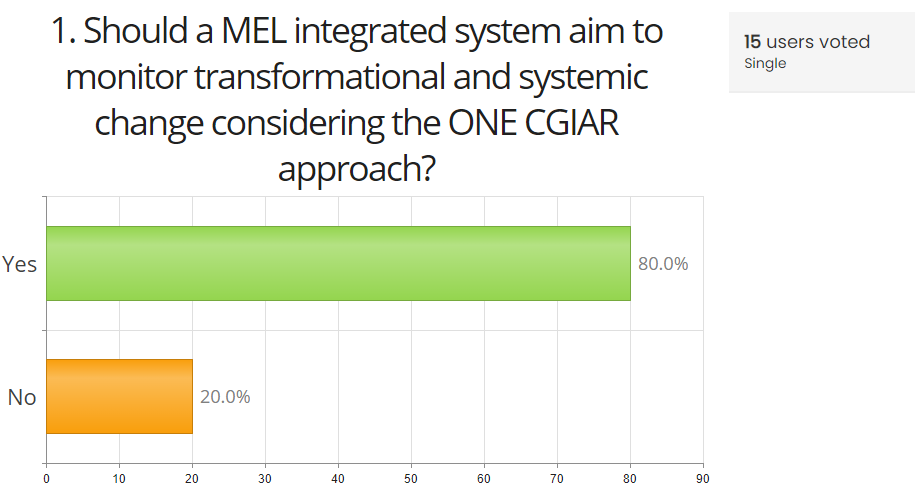 1. Should a MEL integrated system aim to
monitor transformational and systemic
change considering the ONE CGIAR
approach?
15 users voted
Single
Yes
80.0%
No
20.0%
0 10 20 30 40 50 60 70 80 90